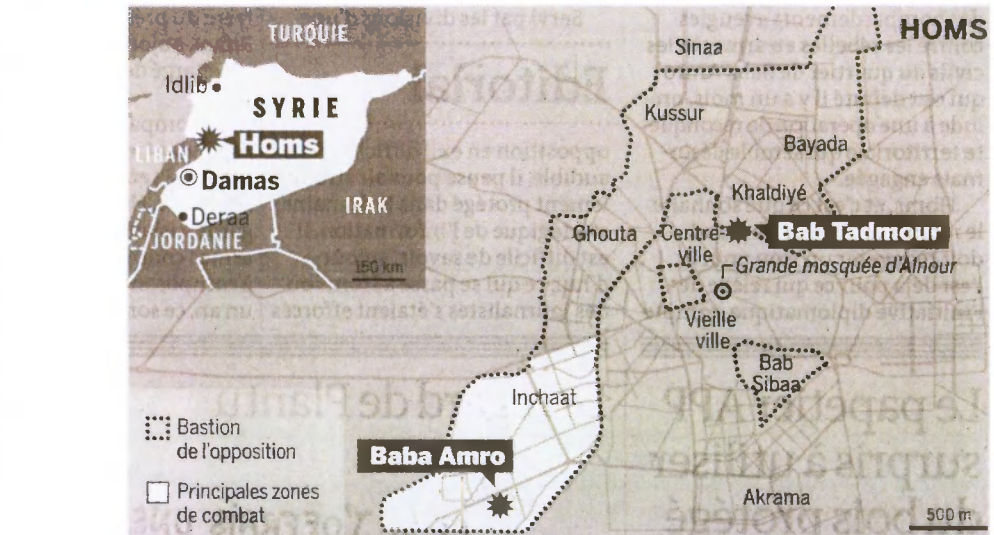 HOMS
TURQUIE
Idlib
SYRIE
Homs
LIBAN
Damas
Deraa
IRAK
JORDANIE
150 km
Sinaa
Kussur
Bayada
Khaldiyé
Ghouta
Centre-
ville
Bab Tadmour
Grande mosquée d'Alnour
Vieille
ville
Bab
Sibaa
Inchaat
Baba Amro
Akrama
500 m
Bastion
de l'opposition
Principales zones
de combat